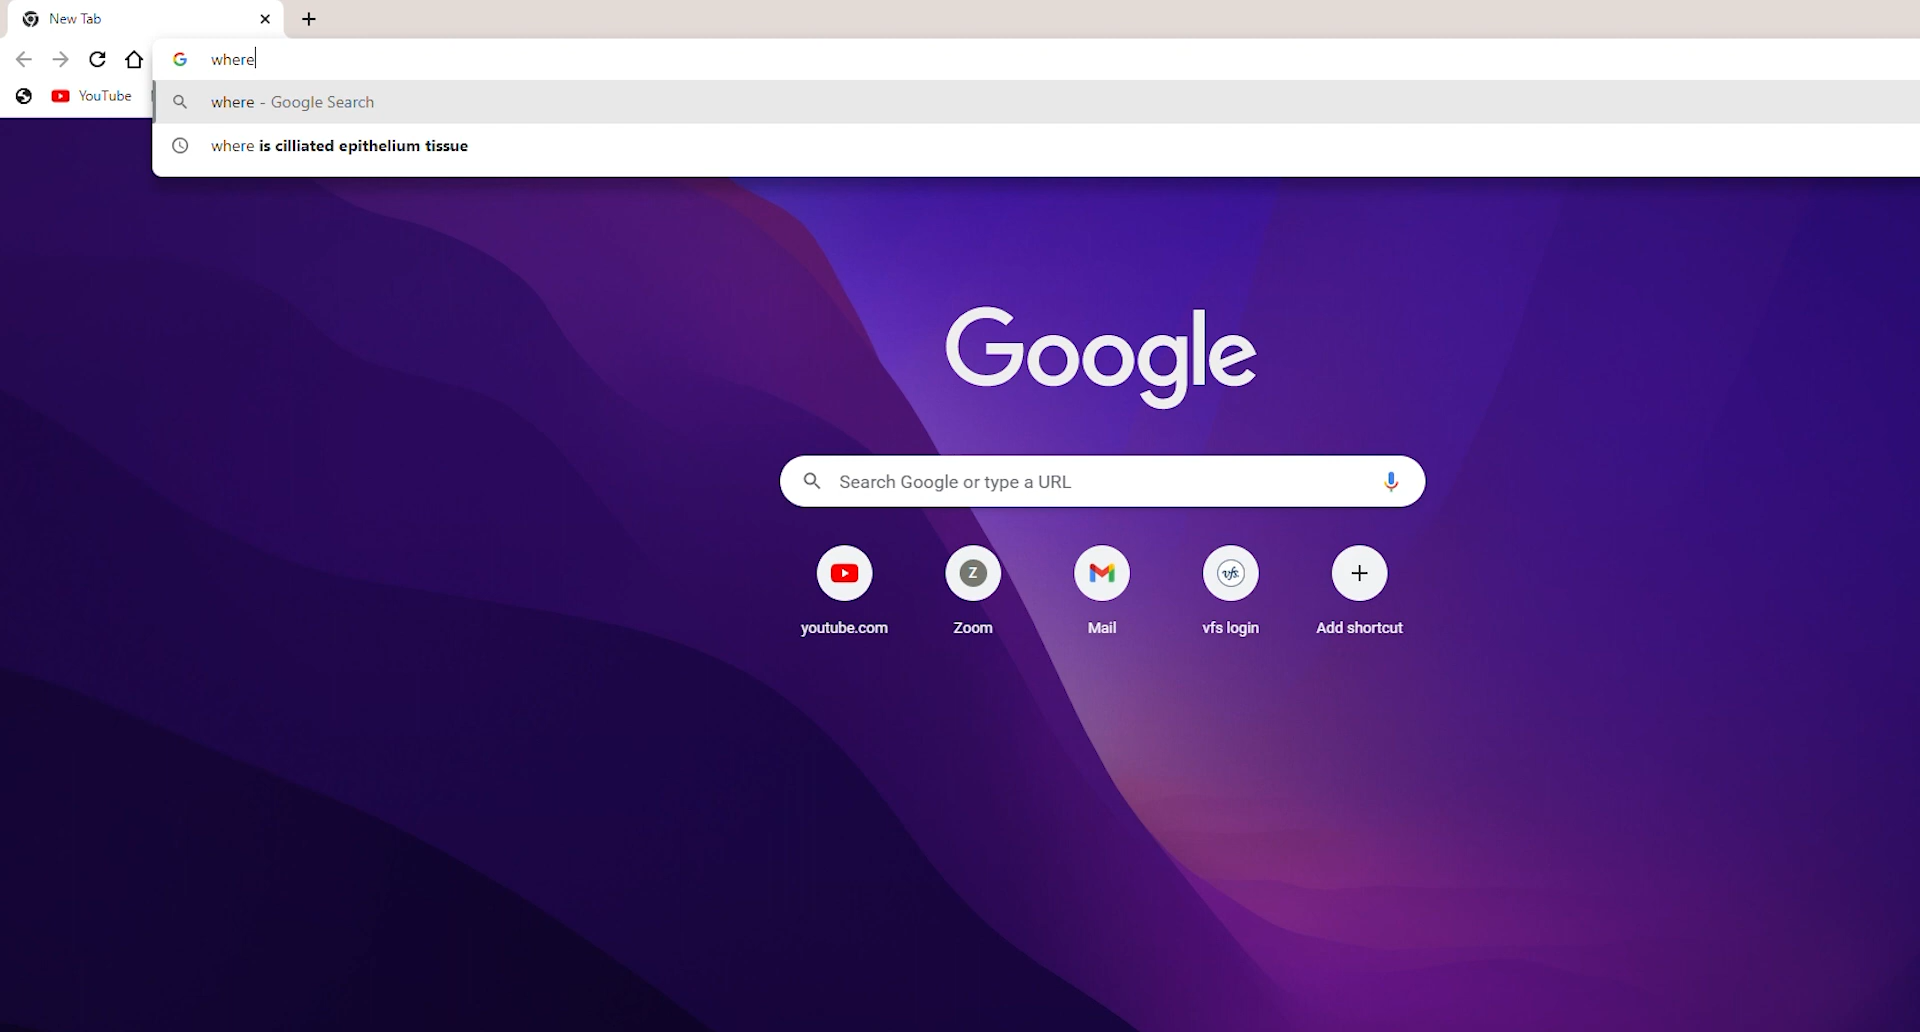 New Tab
where
YouTube
where - Google Search
where is cilliated epithelium tissue
Google
Search Google or type a URL
Z
vfs.
youtube.com
Zoom
Mail
vfs login
Add shortcut